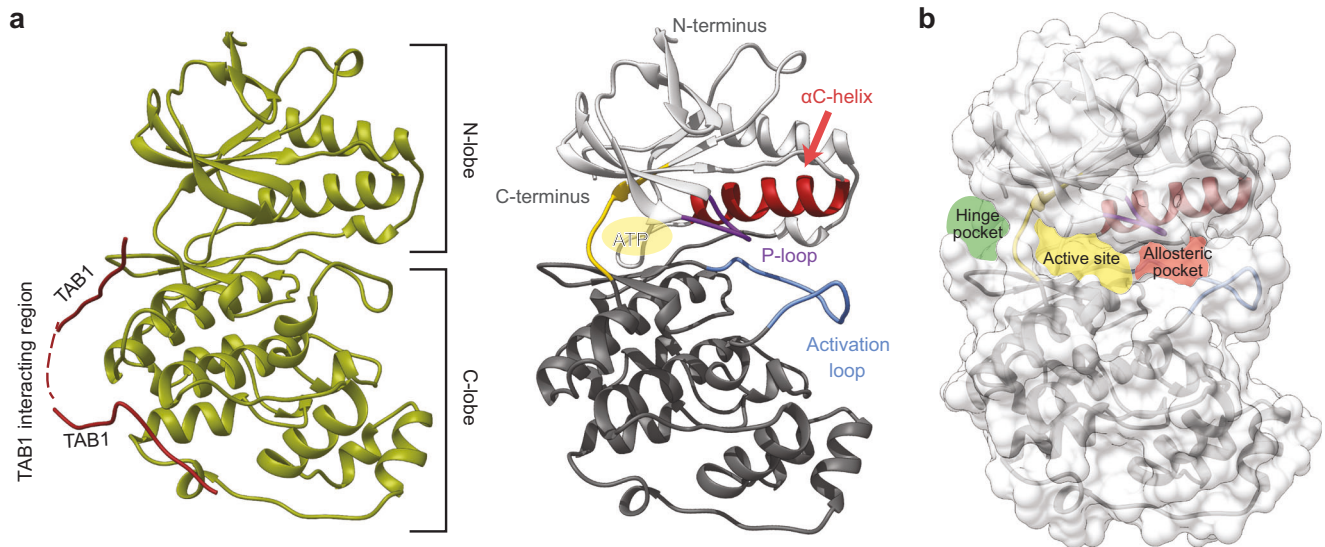 a
N-lobe
C-lobe
TAB1
TAB1
TAB1 interacting region
N-terminus
αC-helix
C-terminus
ATP
P-loop
Activation
loop
b
Hinge
pocket
Active site
Allosteric
pocket